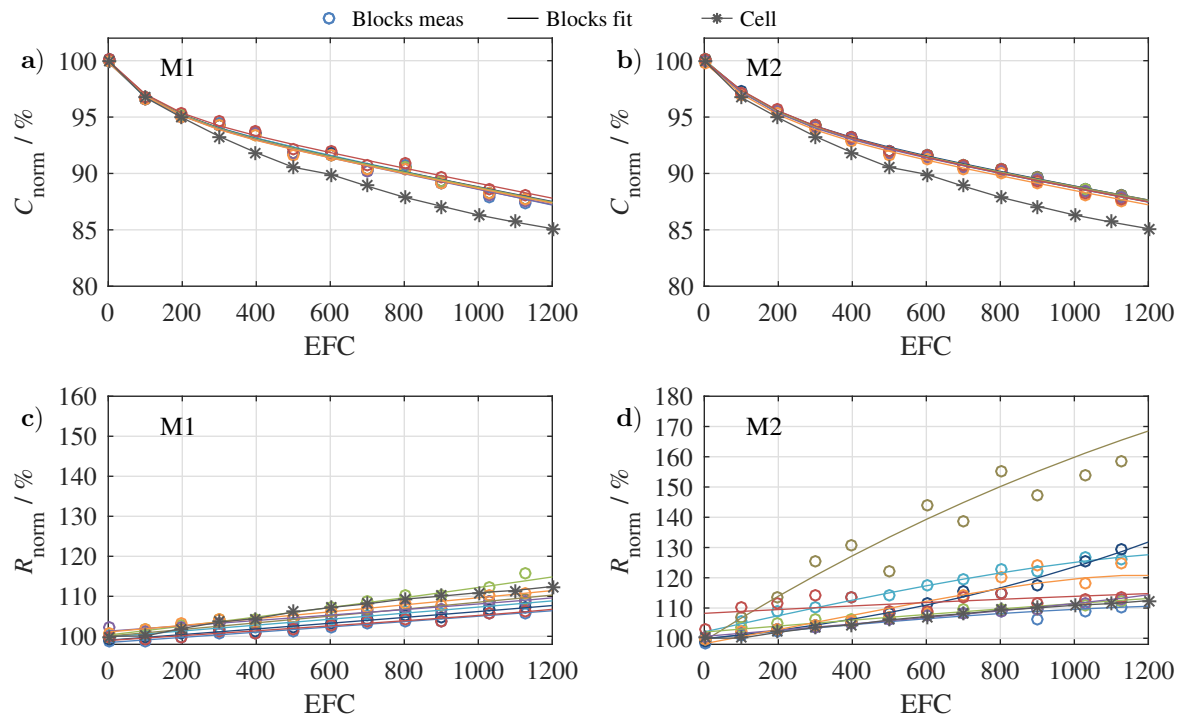 Blocks meas Blocks fit Cell
a) M1
100
95
90
85
80
C_norm / %
0 200 400 600 800 1000 1200
EFC
b) M2
100
95
90
85
80
C_norm / %
0 200 400 600 800 1000 1200
EFC
c) M1
160
150
140
130
120
110
100
R_norm / %
0 200 400 600 800 1000 1200
EFC
d) M2
180
170
160
150
140
130
120
110
100
R_norm / %
0 200 400 600 800 1000 1200
EFC